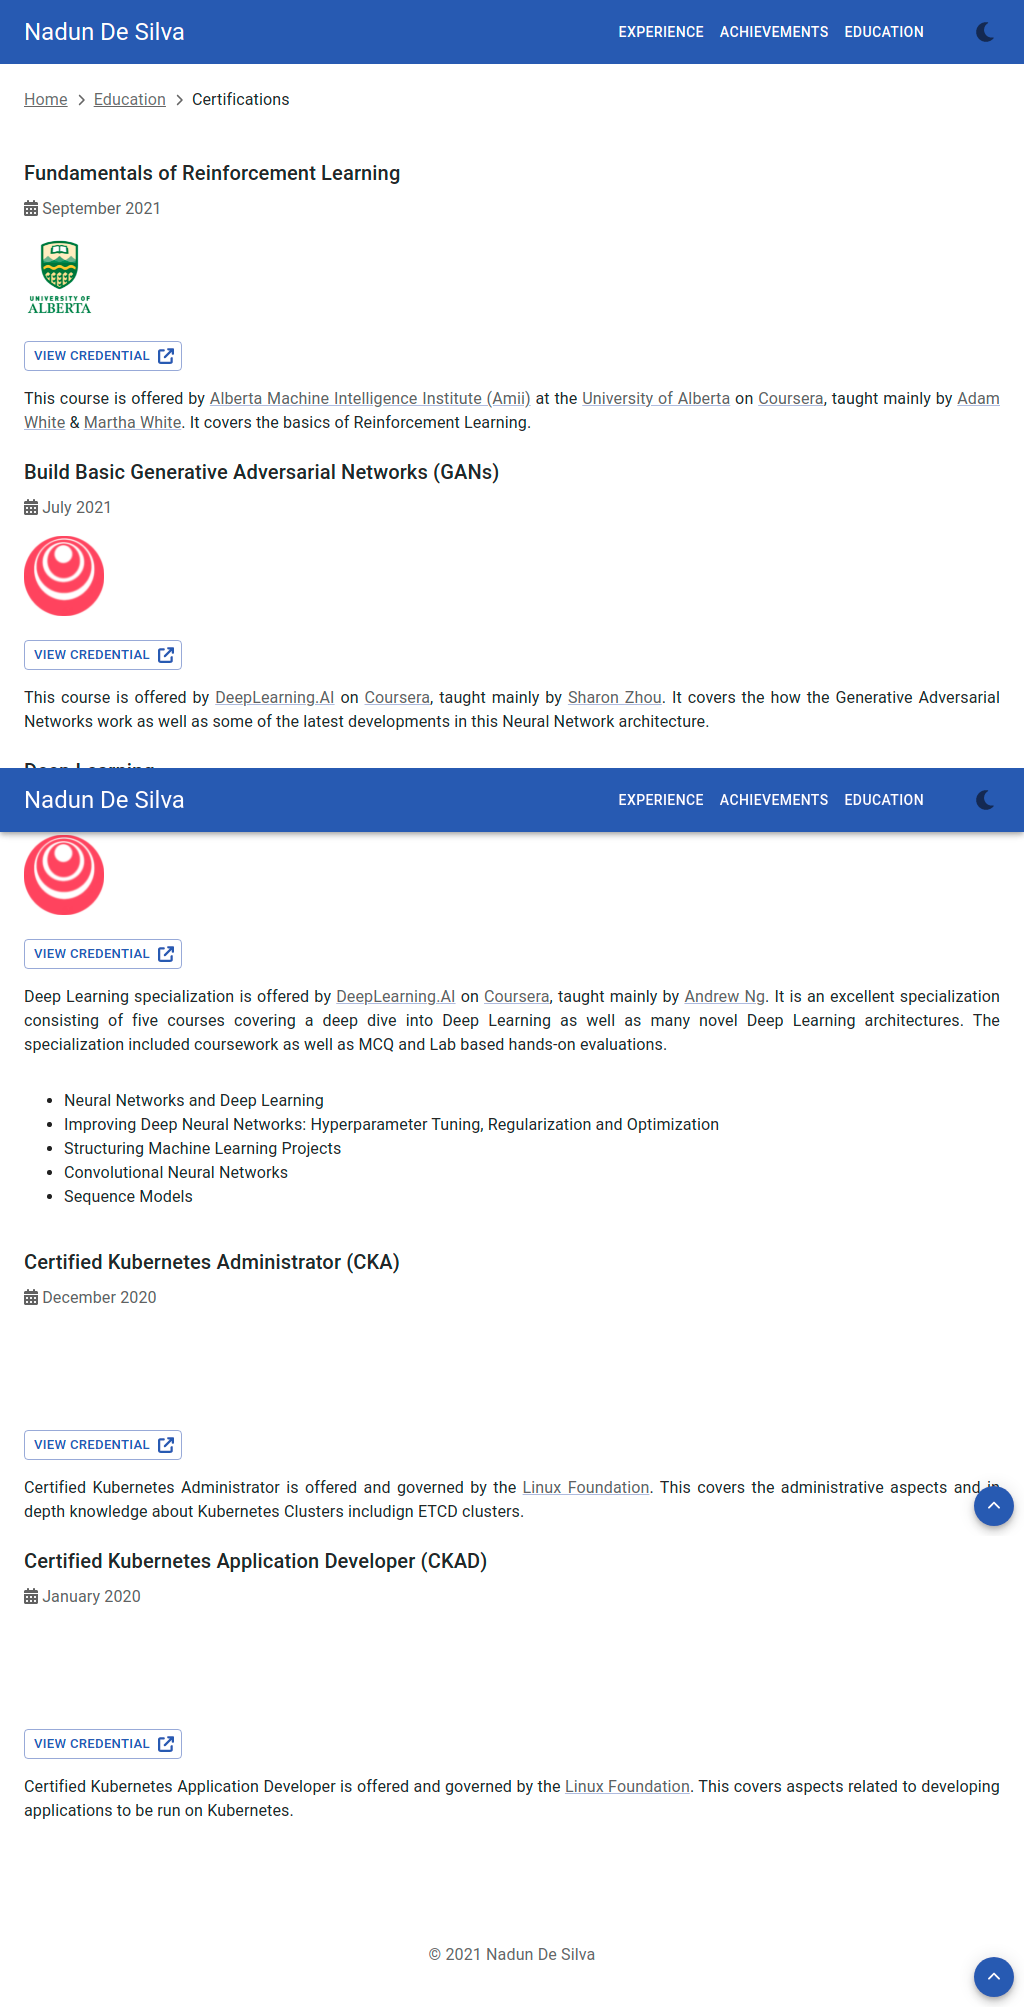 Nadun De Silva
EXPERIENCE ACHIEVEMENTS EDUCATION
Home > Education > Certifications
Fundamentals of Reinforcement Learning
September 2021
UNIVERSITY OF
ALBERTA
VIEW CREDENTIAL
This course is offered by Alberta Machine Intelligence Institute (Amii) at the University of Alberta on Coursera, taught mainly by Adam
White & Martha White. It covers the basics of Reinforcement Learning.
Build Basic Generative Adversarial Networks (GANs)
July 2021
VIEW CREDENTIAL
This course is offered by DeepLearning.AI on Coursera, taught mainly by Sharon Zhou. It covers the how the Generative Adversarial
Networks work as well as some of the latest developments in this Neural Network architecture.
Deep Learning
Nadun De Silva
EXPERIENCE ACHIEVEMENTS EDUCATION
VIEW CREDENTIAL
Deep Learning specialization is offered by DeepLearning.AI on Coursera, taught mainly by Andrew Ng. It is an excellent specialization
consisting of five courses covering a deep dive into Deep Learning as well as many novel Deep Learning architectures. The
specialization included coursework as well as MCQ and Lab based hands-on evaluations.
• Neural Networks and Deep Learning
• Improving Deep Neural Networks: Hyperparameter Tuning, Regularization and Optimization
• Structuring Machine Learning Projects
• Convolutional Neural Networks
• Sequence Models
Certified Kubernetes Administrator (CKA)
December 2020
VIEW CREDENTIAL
Certified Kubernetes Administrator is offered and governed by the Linux Foundation. This covers the administrative aspects and in
depth knowledge about Kubernetes Clusters includign ETCD clusters.
Certified Kubernetes Application Developer (CKAD)
January 2020
VIEW CREDENTIAL
Certified Kubernetes Application Developer is offered and governed by the Linux Foundation. This covers aspects related to developing
applications to be run on Kubernetes.
© 2021 Nadun De Silva